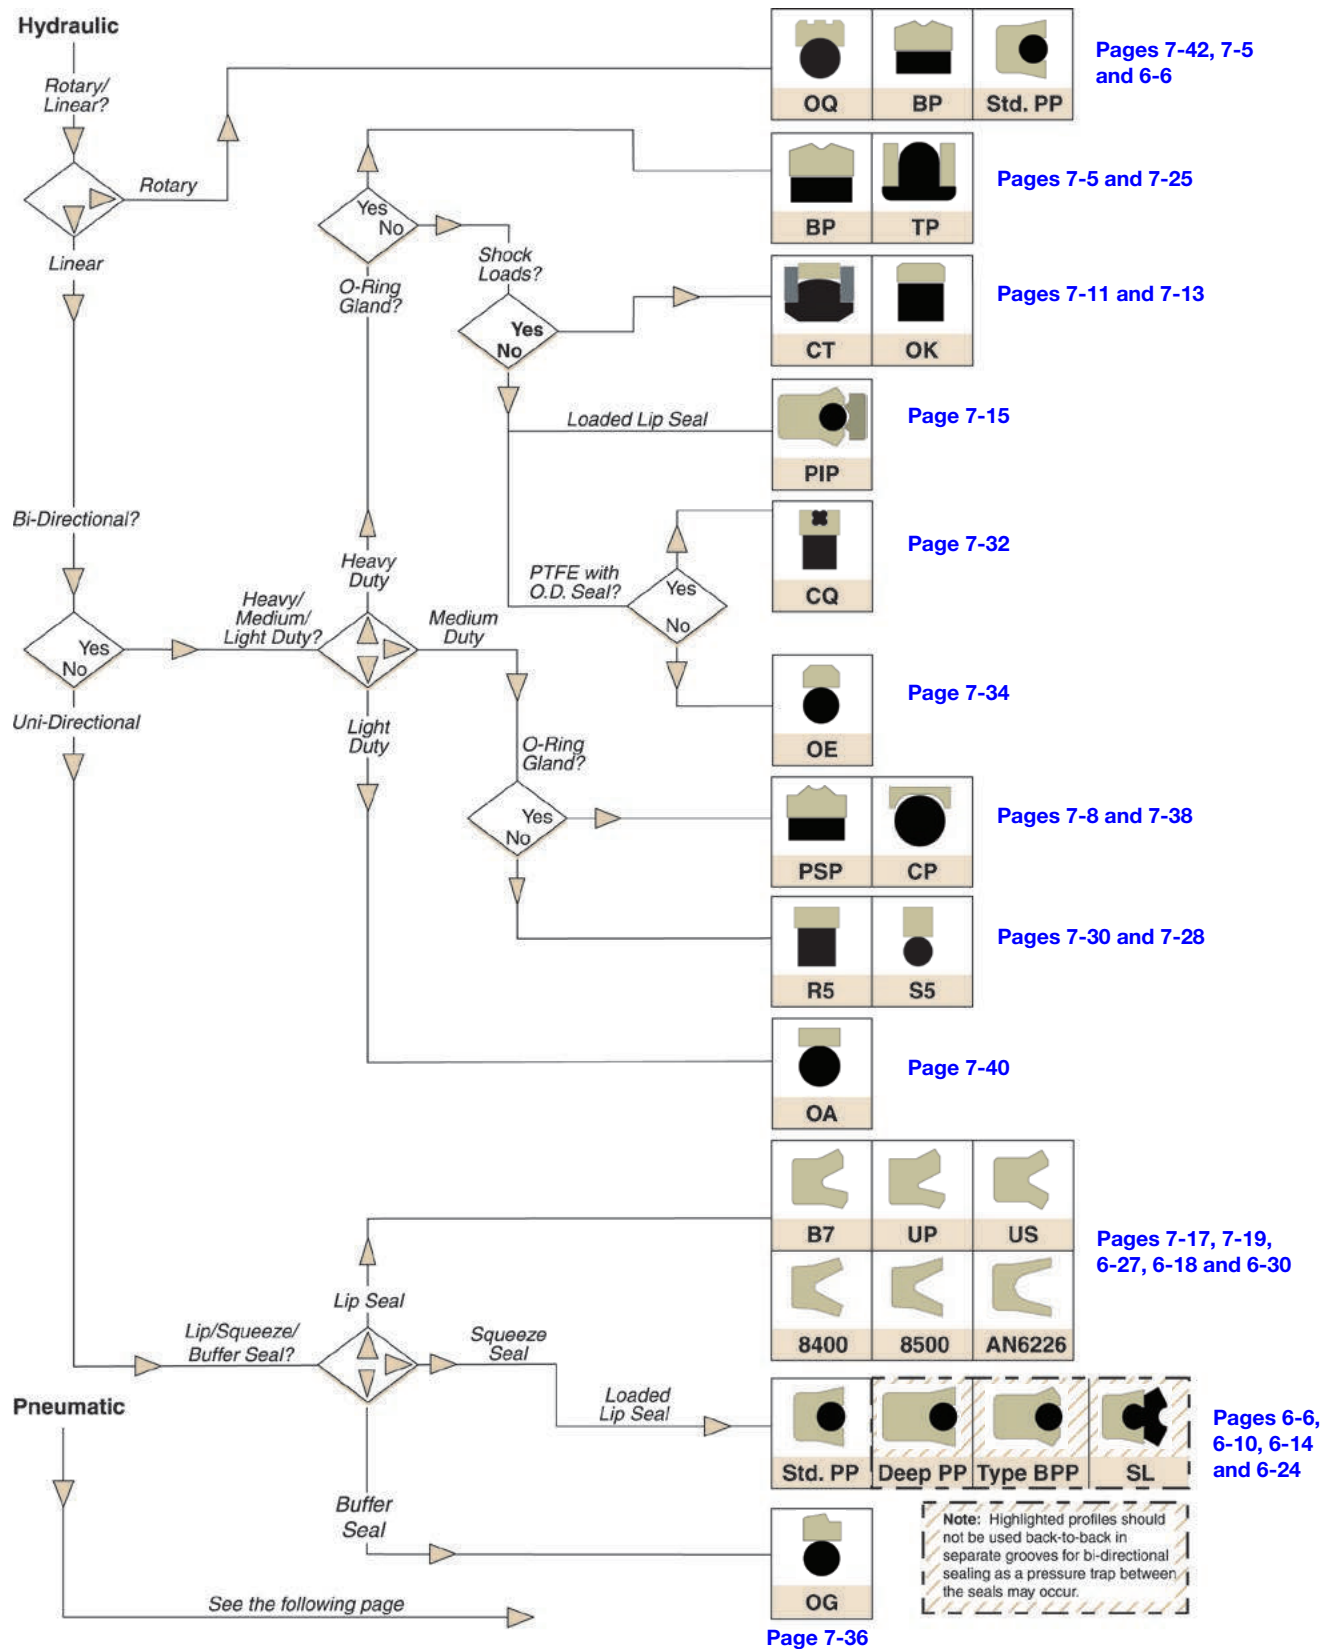 Hydraulic
Rotary/
Linear?
Rotary
Linear
OQ
BP
Std. PP
Pages 7-42, 7-5
and 6-6
Yes
No
O-Ring
Gland?
BP
TP
Pages 7-5 and 7-25
Shock
Loads?
Yes
No
CT
OK
Pages 7-11 and 7-13
Loaded Lip Seal
PIP
Page 7-15
Bi-Directional?
Yes
No
Heavy/
Medium/
Light Duty?
Heavy
Duty
Medium
Duty
Light
Duty
PTFE with
O.D. Seal?
Yes
No
CQ
Page 7-32
OE
Page 7-34
Uni-Directional
O-Ring
Gland?
Yes
No
PSP
CP
Pages 7-8 and 7-38
R5
S5
Pages 7-30 and 7-28
OA
Page 7-40
B7
UP
US
8400
8500
AN6226
Pages 7-17, 7-19,
6-27, 6-18 and 6-30
Lip Seal
Lip/Squeeze/
Buffer Seal?
Squeeze
Seal
Loaded
Lip Seal
Std. PP
Deep PP
Type BPP
SL
Pages 6-6,
6-10, 6-14
and 6-24
Buffer
Seal
OG
Page 7-36
Note: Highlighted profiles should
not be used back-to-back in
separate grooves for bi-directional
sealing as a pressure trap between
the seals may occur.
Pneumatic
See the following page